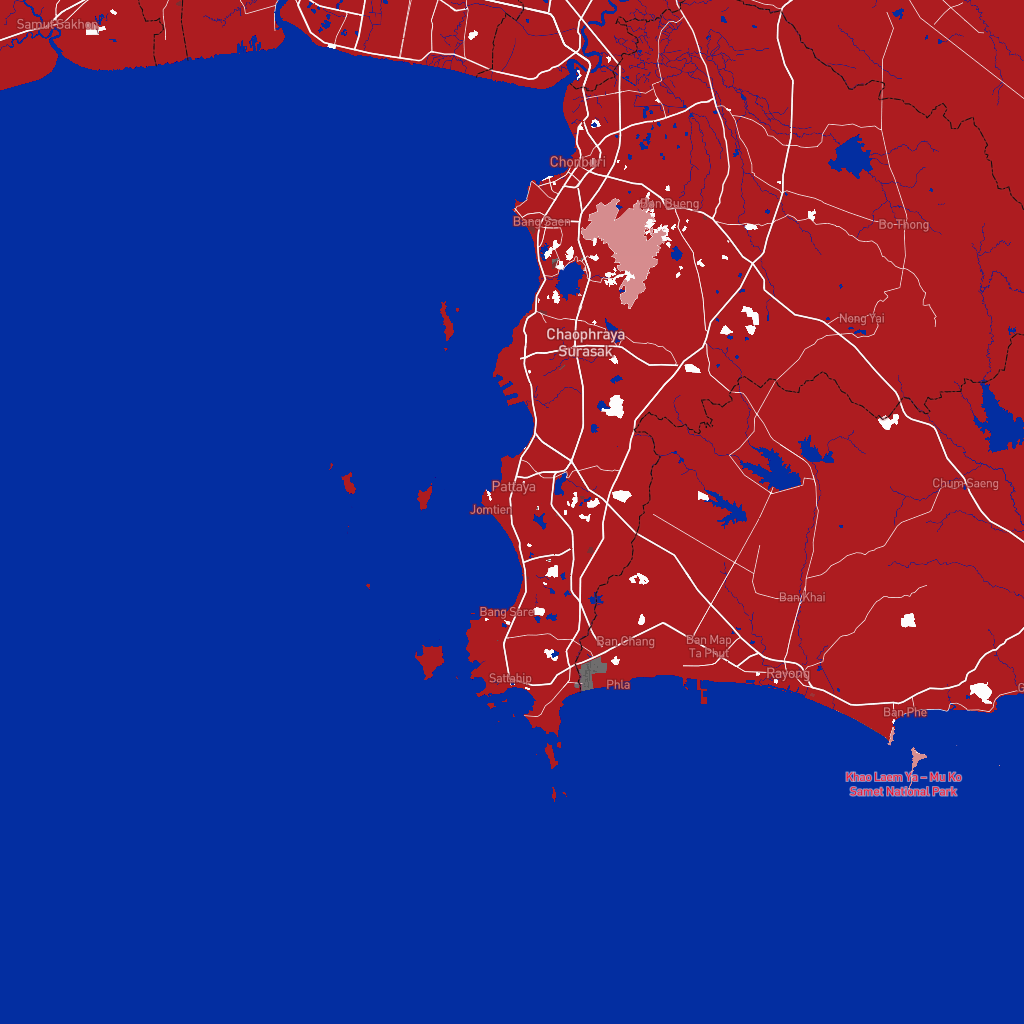 Samut Sakhon
Chonburi
Ban Bueng
Bang Saen
Bo Thong
Nong Yai
Chaophraya
Surasak
Chum Saeng
Pattaya
Jomtien
Ban Khai
Bang Sare
Ban Chang
Ban Map
Ta Phut
Rayong
Sattahip
Phla
Ban Phe
Khao Laem Ya – Mu Ko
Samet National Park